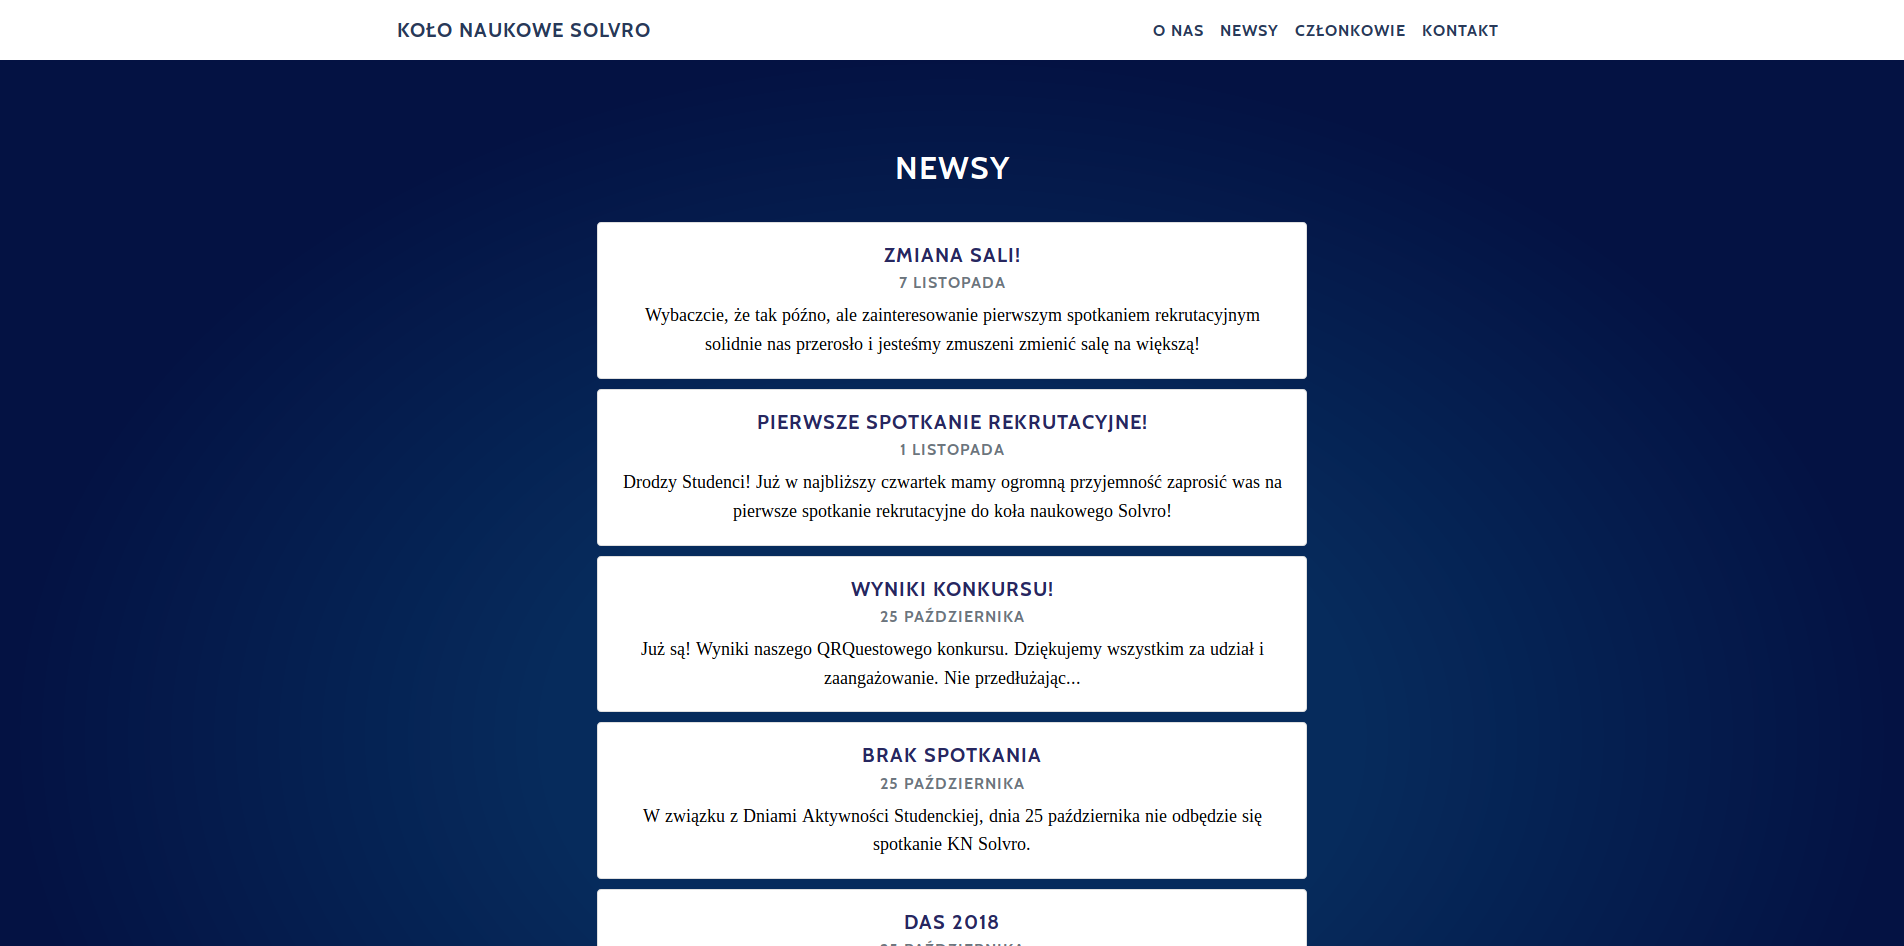 KOŁO NAUKOWE SOLVRO
O NAS NEWSY CZŁONKOWIE KONTAKT
NEWSY
ZMIANA SALI!
7 LISTOPADA
Wybaczcie, że tak późno, ale zainteresowanie pierwszym spotkaniem rekrutacyjnym
solidnie nas przerosło i jesteśmy zmuszeni zmienić salę na większą!
PIERWSZE SPOTKANIE REKRUTACYJNE!
1 LISTOPADA
Drodzy Studenci! Już w najbliższy czwartek mamy ogromną przyjemność zaprosić was na
pierwsze spotkanie rekrutacyjne do koła naukowego Solvro!
WYNIKI KONKURSU!
25 PAŹDZIERNIKA
Już są! Wyniki naszego QRQuestowego konkursu. Dziękujemy wszystkim za udział i
zaangażowanie. Nie przedłużając...
BRAK SPOTKANIA
25 PAŹDZIERNIKA
W związku z Dniami Aktywności Studenckiej, dnia 25 października nie odbędzie się
spotkanie KN Solvro.
DAS 2018